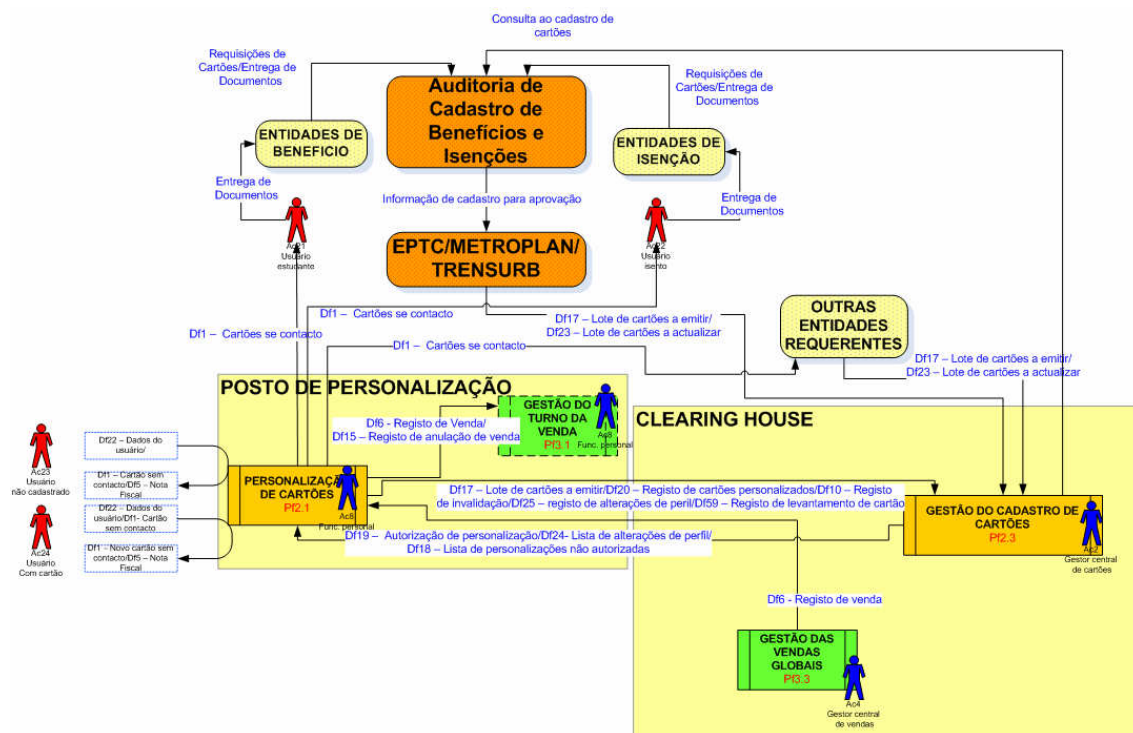 Consulta ao cadastro de
cartões
Requisições de
Cartões/Entrega de
Documentos
Auditoria de
Cadastro de
Benefícios e
Isenções
Requisições de
Cartões/Entrega de
Documentos
ENTIDADES DE
BENEFICIO
ENTIDADES DE
ISENÇÃO
Entrega de
Documentos
Informação de cadastro para aprovação
Entrega de
Documentos
Ac21
Usuário
estudante
EPTC/METROPLAN/
TRENSURB
Ac22
Usuário
isento
Df1 – Cartões se contacto
Df1 – Cartões se contacto
Df17 – Lote de cartões a emitir/
Df23 – Lote de cartões a actualizar
OUTRAS
ENTIDADES
REQUERENTES
Df1 – Cartões se contacto
Df17 – Lote de cartões a emitir/
Df23 – Lote de cartões a actualizar
POSTO DE PERSONALIZAÇÃO
GESTÃO DO
TURNO DA
VENDA
Pf3.1
Ac8
Func. personal
CLEARING HOUSE
Df6 - Registo de Venda/
Df15 – Registo de anulação de venda
Ac23
Usuário
não cadastrado
Df22 – Dados do
usuário/
Df1 – Cartão sem
contacto/Df5 – Nota
Fiscal
PERSONALIZAÇÃO
DE CARTÕES
Pf2.1
Ac8
Func. personal
Df17 – Lote de cartões a emitir/Df20 – Registo de cartões personalizados/Df10 – Registo
de invalidação/Df25 – registo de alterações de peril/Df59 – Registo de levantamento de cartão
GESTÃO DO CADASTRO DE
CARTÕES
Pf2.3
Ac2
Gestor central
de cartões
Ac24
Usuário
Com cartão
Df22 – Dados do
usuário/Df1- Cartão
sem contacto
Df1 - Novo cartão sem
contacto/Df5 – Nota
Fiscal
Df19 – Autorização de personalização/Df24- Lista de alterações de perfil/
Df18 – Lista de personalizações não autorizadas
Df6 - Registo de venda
GESTÃO DAS
VENDAS
GLOBAIS
Pf3.3
Ac4
Gestor central
de vendas